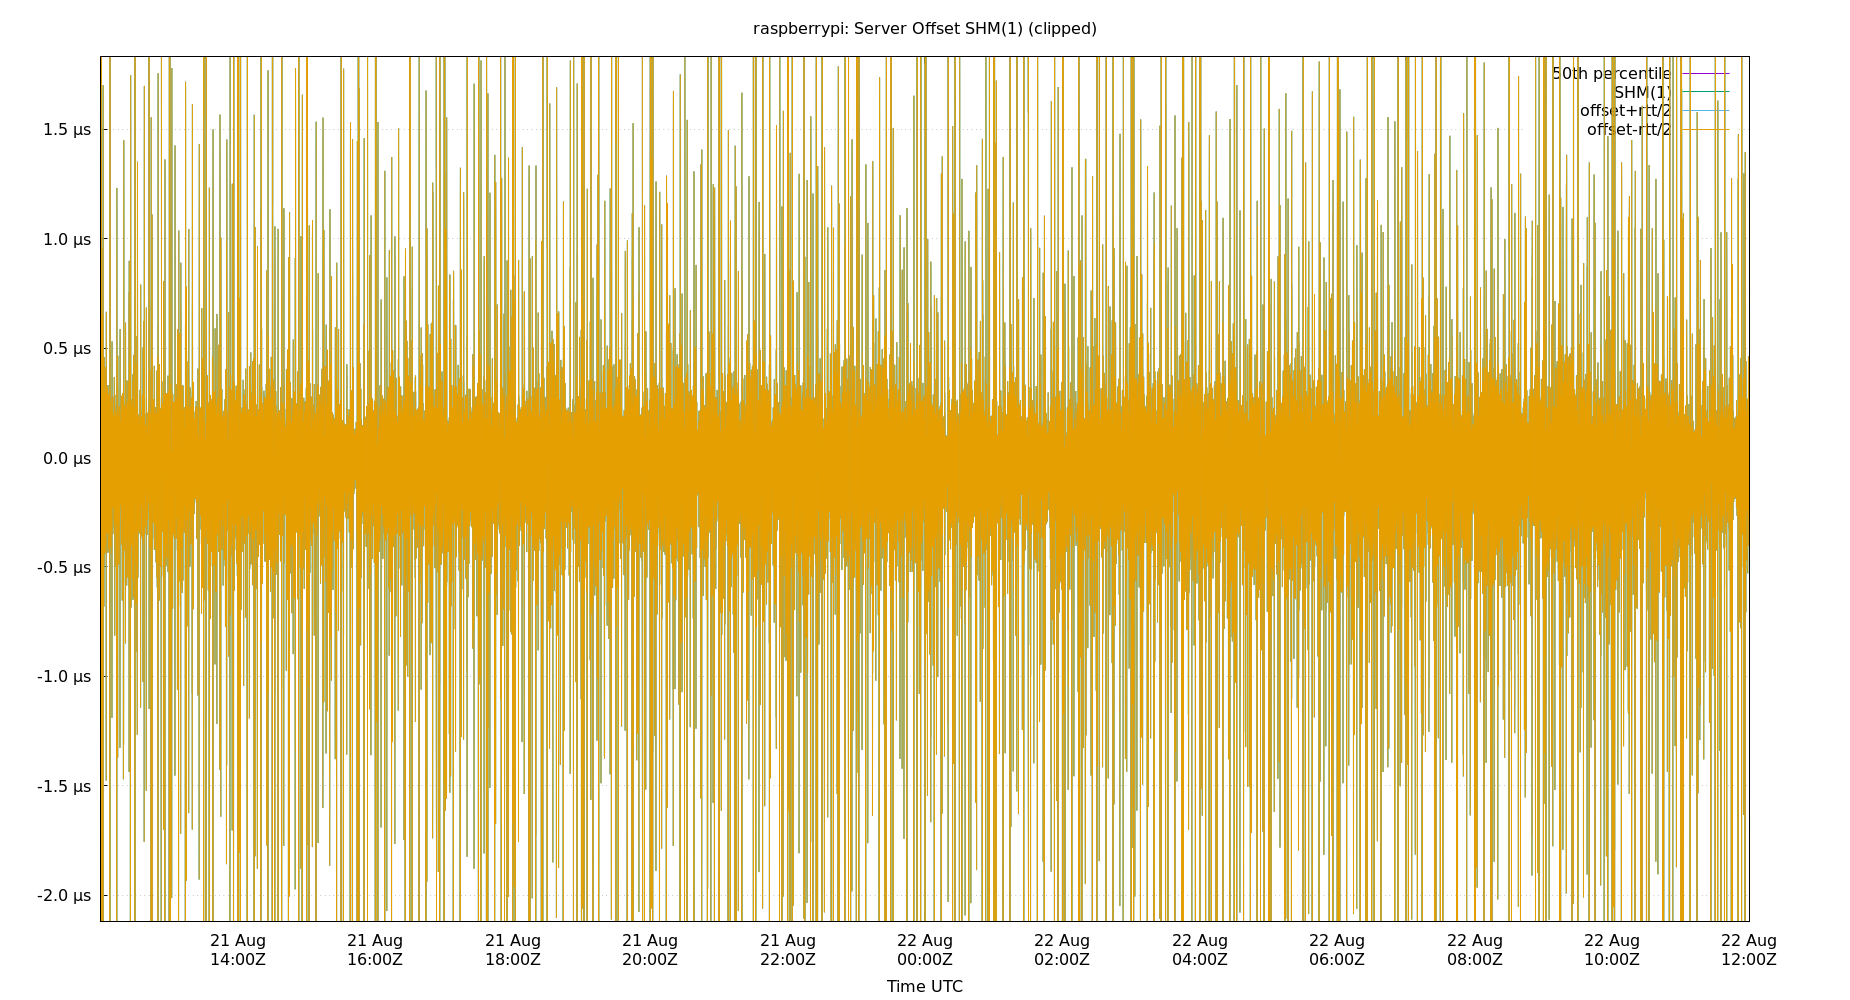 raspberrypi: Server Offset SHM(1) (clipped)
50th percentile
SHM(1)
offset+rtt/2
offset-rtt/2
1.5 µs
1.0 µs
0.5 µs
0.0 µs
-0.5 µs
-1.0 µs
-1.5 µs
-2.0 µs
21 Aug 21 Aug 21 Aug 21 Aug 21 Aug 22 Aug 22 Aug 22 Aug 22 Aug 22 Aug 22 Aug 22 Aug
14:00Z 16:00Z 18:00Z 20:00Z 22:00Z 00:00Z 02:00Z 04:00Z 06:00Z 08:00Z 10:00Z 12:00Z
Time UTC